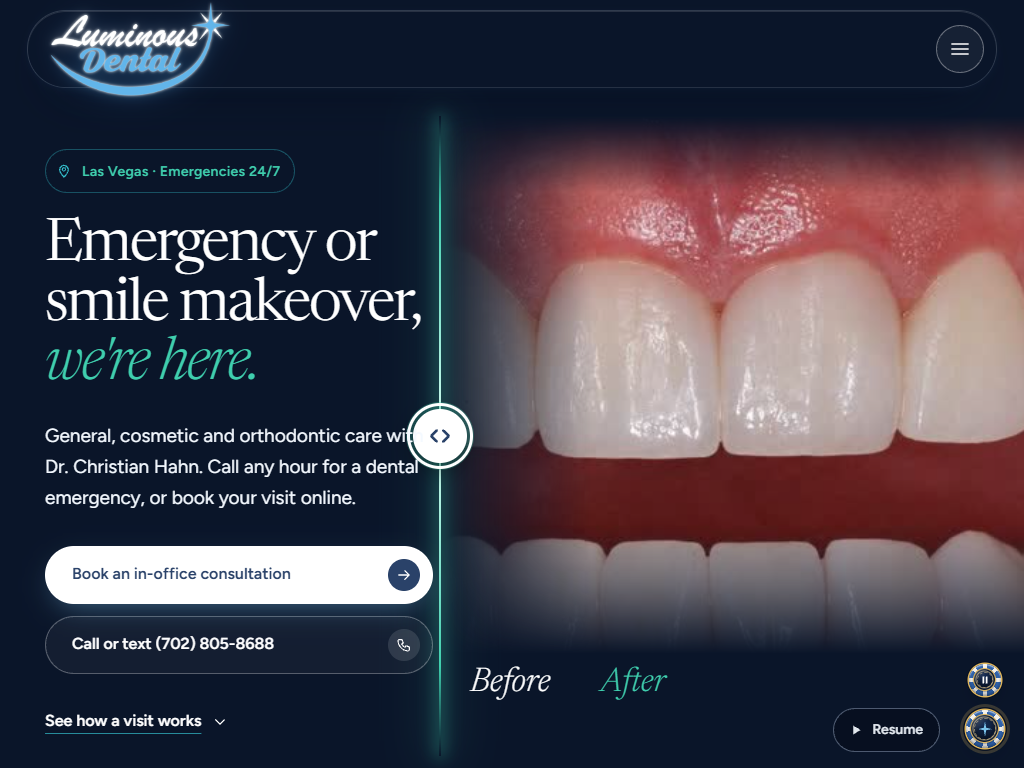 Luminous
Dental
Las Vegas · Emergencies 24/7
Emergency or
smile makeover,
we're here.
General, cosmetic and orthodontic care
Dr. Christian Hahn. Call any hour for a dental
emergency, or book your visit online.
Book an in-office consultation
Call or text (702) 805-8688
See how a visit works
Before After
Resume